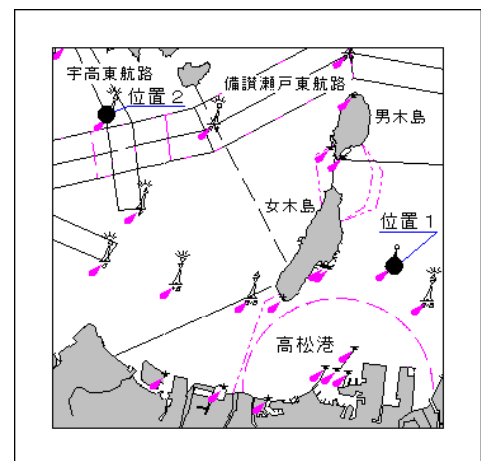 宇高東航路
備讃瀬戸東航路
位置２
男木島
女木島
位置１
高松港